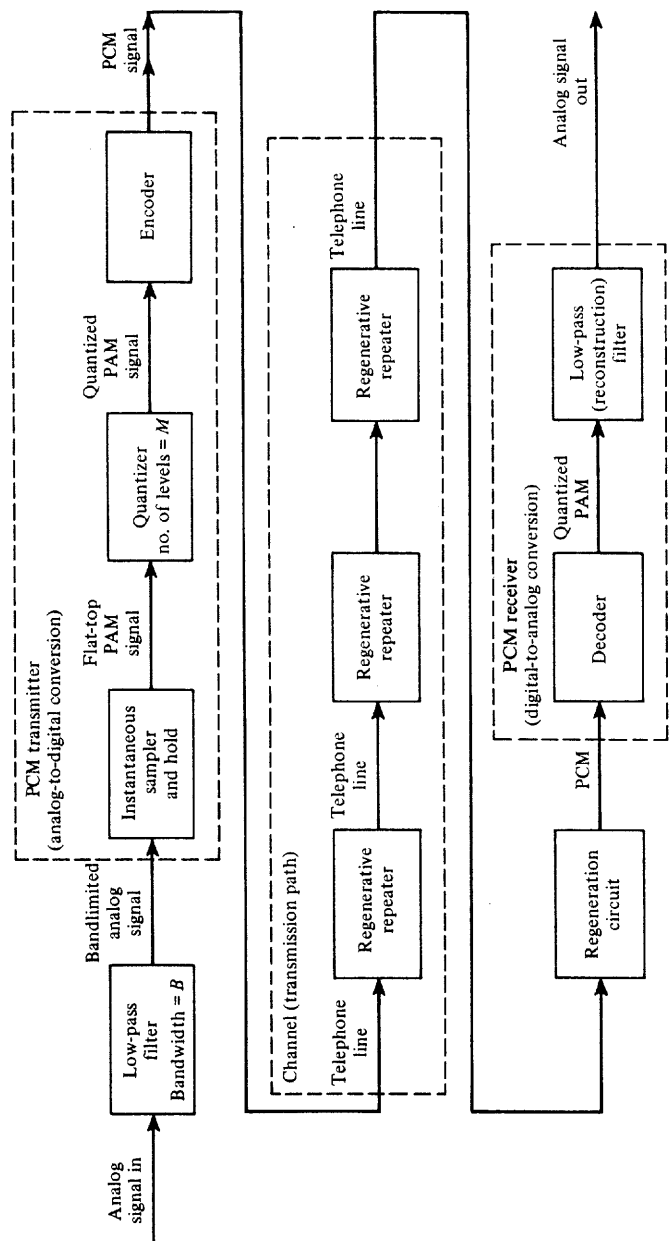 Analog
signal in
Low-pass
filter
Bandwidth = B
Bandlimited
analog
signal
PCM transmitter
(analog-to-digital conversion)
Instantaneous
sampler
and hold
Flat-top
PAM
signal
Quantizer
no. of levels = M
Quantized
PAM
signal
Encoder
PCM
signal
Channel (transmission path)
Telephone
line
Regenerative
repeater
Telephone
line
Regenerative
repeater
Regenerative
repeater
Telephone
line
Regeneration
circuit
PCM
PCM receiver
(digital-to-analog conversion)
Decoder
Quantized
PAM
Low-pass
(reconstruction)
filter
Analog signal
out